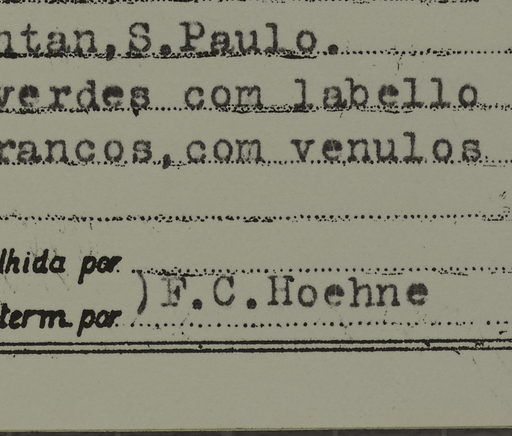 ntan,S.Paulo.
verdes com labello
rancos,com venulos
lhida por
)F.C.Hoehne
term.por